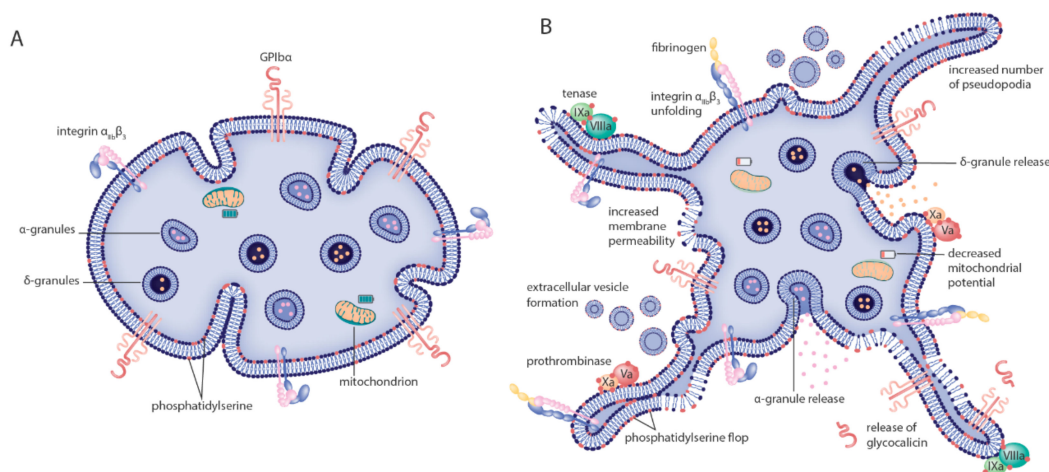 A
GPIbα
integrin αIIbβ3
α-granules
δ-granules
mitochondrion
phosphatidylserine
B
fibrinogen
tenase
IXa
VIIIa
integrin αIIbβ3
unfolding
increased number
of pseudopodia
δ-granule release
increased
membrane
permeability
Xa
Va
decreased
mitochondrial
potential
extracellular vesicle
formation
prothrombinase
Xa
Va
α-granule release
phosphatidylserine flop
release of
glycocalicin
VIIIa
IXa